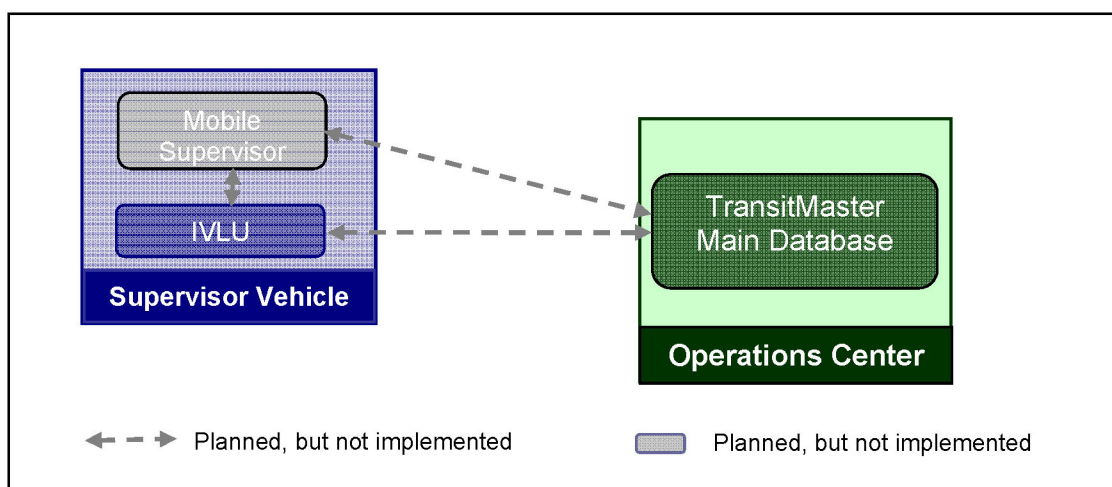 Mobile
Supervisor
IVLU
Supervisor Vehicle
TransitMaster
Main Database
Operations Center
Planned, but not implemented
Planned, but not implemented